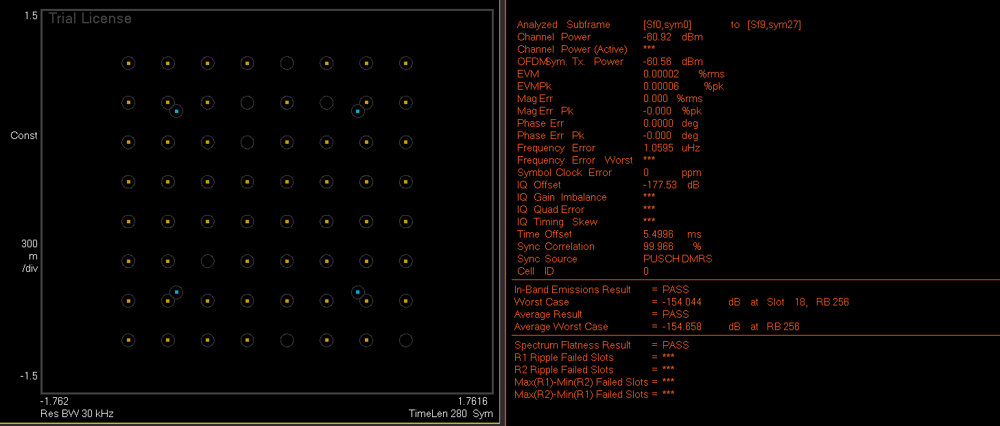 1.5
Trial License
Const
300
m
/div
-1.5
-1.762
1.7616
Res BW 30 kHz
TimeLen 280 Sym
Analyzed Subframe [Sf0,sym0] to [Sf9,sym27]
Channel Power -60.92 dBm
Channel Power (Active) ***
OFDMSym. Tx. Power -60.56 dBm
EVM 0.00002 %rms
EVMPk 0.00006 %pk
Mag Err 0.000 %rms
Mag Err Pk -0.000 %pk
Phase Err 0.0000 deg
Phase Err Pk -0.000 deg
Frequency Error 1.0595 uHz
Frequency Error Worst ***
Symbol Clock Error 0 ppm
IQ Offset -177.53 dB
IQ Gain Imbalance ***
IQ Quad Error ***
IQ Timing Skew ***
Time Offset 5.4996 ms
Sync Correlation 99.966 %
Sync Source PUSCH DMRS
Cell ID 0
In-Band Emissions Result = PASS
Worst Case = -154.044 dB at Slot 18, RB 256
Average Result = PASS
Average Worst Case = -154.658 dB at RB 256
Spectrum Flatness Result = PASS
R1 Ripple Failed Slots = ***
R2 Ripple Failed Slots = ***
Max(R1)-Min(R2) Failed Slots = ***
Max(R2)-Min(R1) Failed Slots = ***